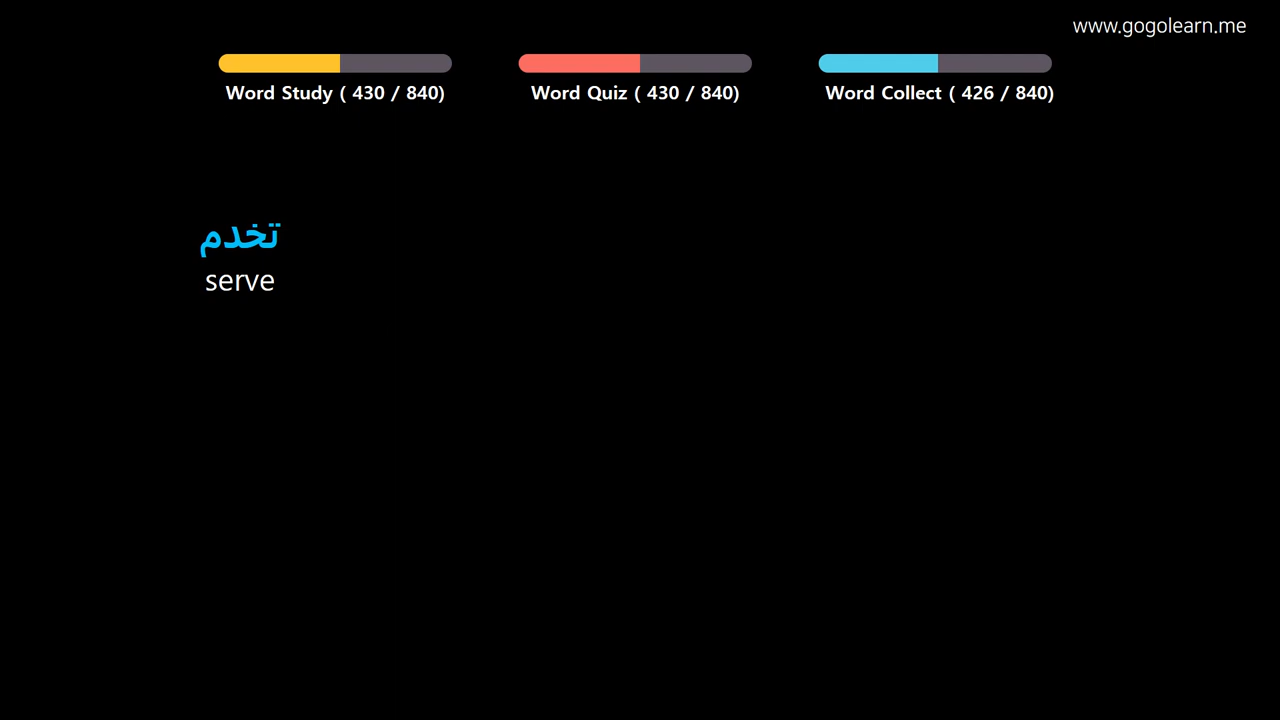 www.gogolearn.me
Word Study ( 430 / 840)
Word Quiz ( 430 / 840)
Word Collect ( 426 / 840)
تخدم
serve